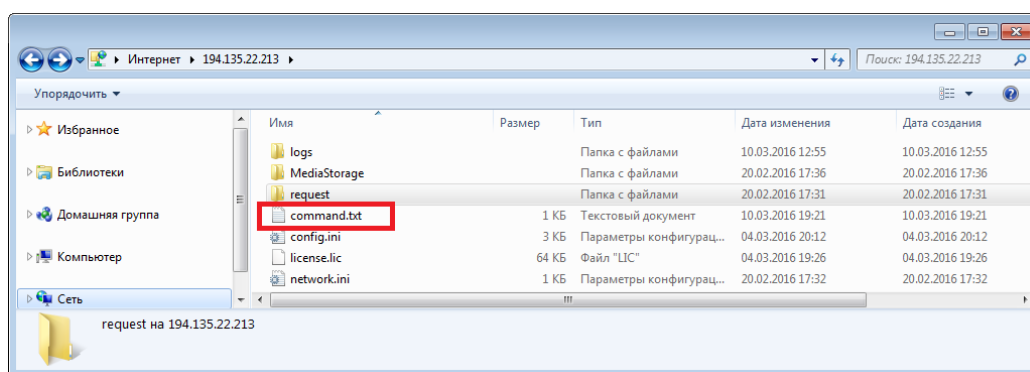 Интернет 194.135.22.213 Поиск: 194.135.22.213
Упорядочить
Избранное
Библиотеки
Домашняя группа
Компьютер
Сеть
Имя Размер Тип Дата изменения Дата создания
logs Папка с файлами 10.03.2016 12:55 10.03.2016 12:55
MediaStorage Папка с файлами 20.02.2016 17:36 20.02.2016 17:36
request Папка с файлами 20.02.2016 17:31 20.02.2016 17:31
command.txt 1 КБ Текстовый документ 10.03.2016 19:21 10.03.2016 19:21
config.ini 3 КБ Параметры конфигурац... 04.03.2016 20:12 04.03.2016 20:12
license.lic 64 КБ Файл "LIC" 04.03.2016 19:26 04.03.2016 19:26
network.ini 1 КБ Параметры конфигурац... 20.02.2016 17:32 20.02.2016 17:32
request на 194.135.22.213